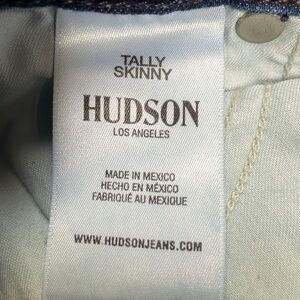 TALLY
SKINNY
HUDSON
LOS ANGELES
MADE IN MEXICO
HECHO EN MÉXICO
FABRIQUÉ AU MEXIQUE
WWW.HUDSONJEANS.COM